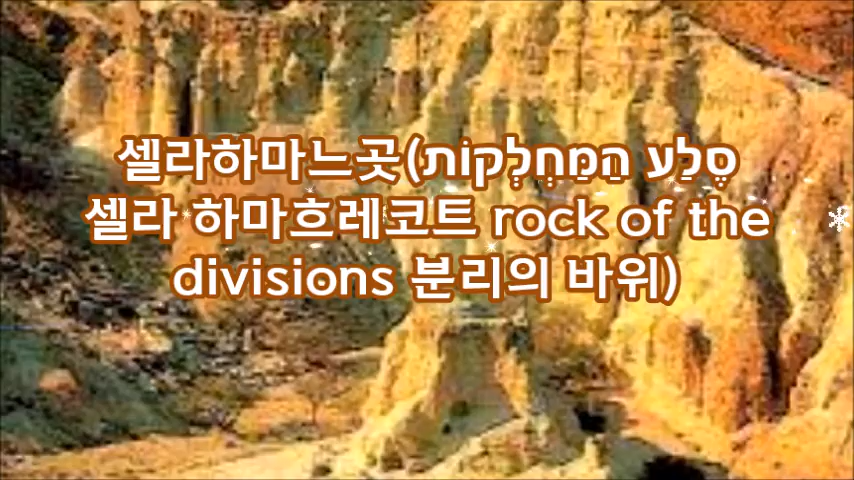 셀라하마느곳(סֶלַע הַמַּחְלְקוֹת
셀라 하마흐레코트 rock of the
divisions 분리의 바위)